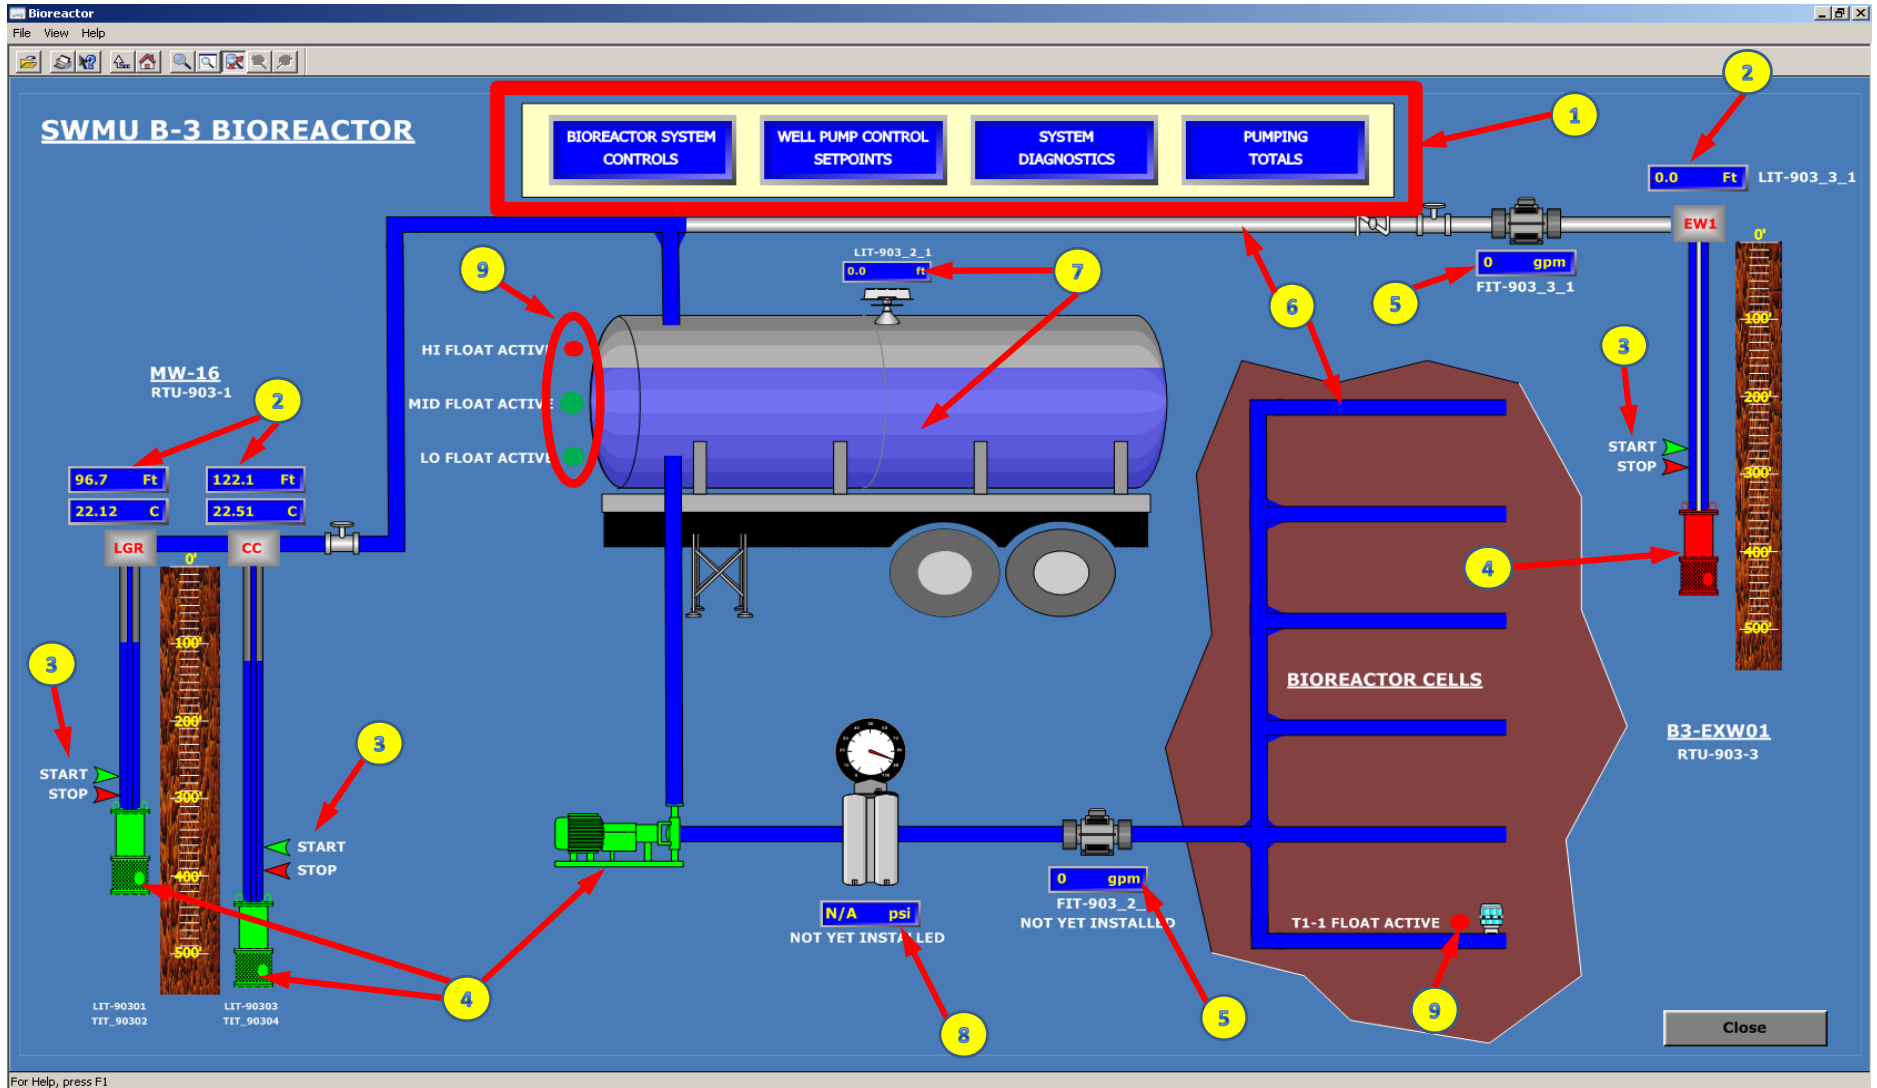 Bioreactor
File View Help
SWMU B-3 BIOREACTOR
BIOREACTOR SYSTEM
CONTROLS
WELL PUMP CONTROL
SETPOINTS
SYSTEM
DIAGNOSTICS
PUMPING
TOTALS
1
2
0.0 Ft LIT-903_3_1
EW1
0'
-100'
-200'
-300'
-400'
-500'
0 gpm
FIT-903_3_1
5
6
3
START
STOP
4
B3-EXW01
RTU-903-3
LIT-903_2_1
0.0 ft
7
9
HI FLOAT ACTIVE
MID FLOAT ACTIVE
LO FLOAT ACTIVE
MW-16
RTU-903-1
2
96.7 Ft
122.1 Ft
22.12 C
22.51 C
LGR
CC
0'
-100'
-200'
-300'
-400'
-500'
3
START
STOP
3
START
STOP
4
LIT-90301
TIT_90302
LIT-90303
TIT_90304
N/A psi
NOT YET INSTALLED
8
0 gpm
FIT-903_2_
NOT YET INSTALLED
5
BIOREACTOR CELLS
T1-1 FLOAT ACTIVE
9
Close
For Help, press F1